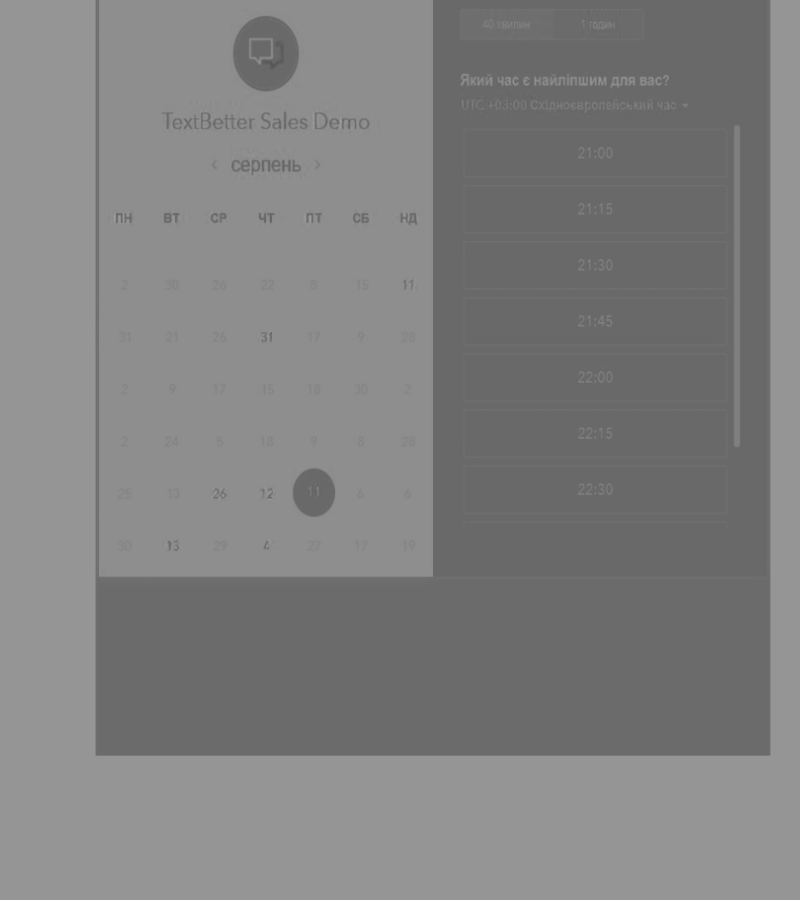 TextBetter Sales Demo
серпень
ПН ВТ СР ЧТ ПТ СБ НД
2 30 26 22 8 15 11
31 21 26 31 17 9 28
2 9 17 15 18 30 2
2 24 5 18 9 8 28
25 13 26 12 11 6 6
30 13 29 4 27 17 19
40 хвилин 1 годин
Який час є найліпшим для вас?
UTC +03:00 Східноєвропейський час
21:00
21:15
21:30
21:45
22:00
22:15
22:30